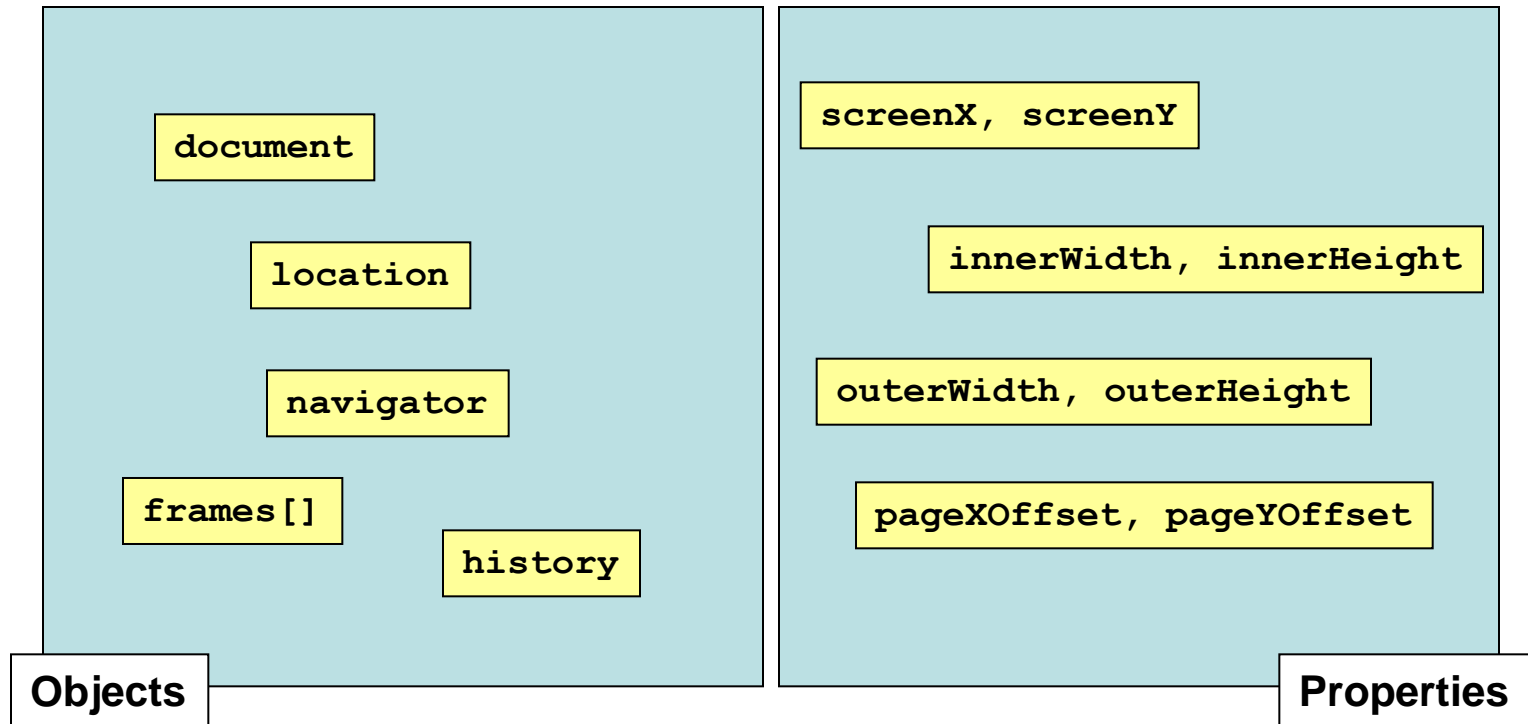 document
location
navigator
frames[]
history
Objects
screenX, screenY
innerWidth, innerHeight
outerWidth, outerHeight
pageXOffset, pageYOffset
Properties